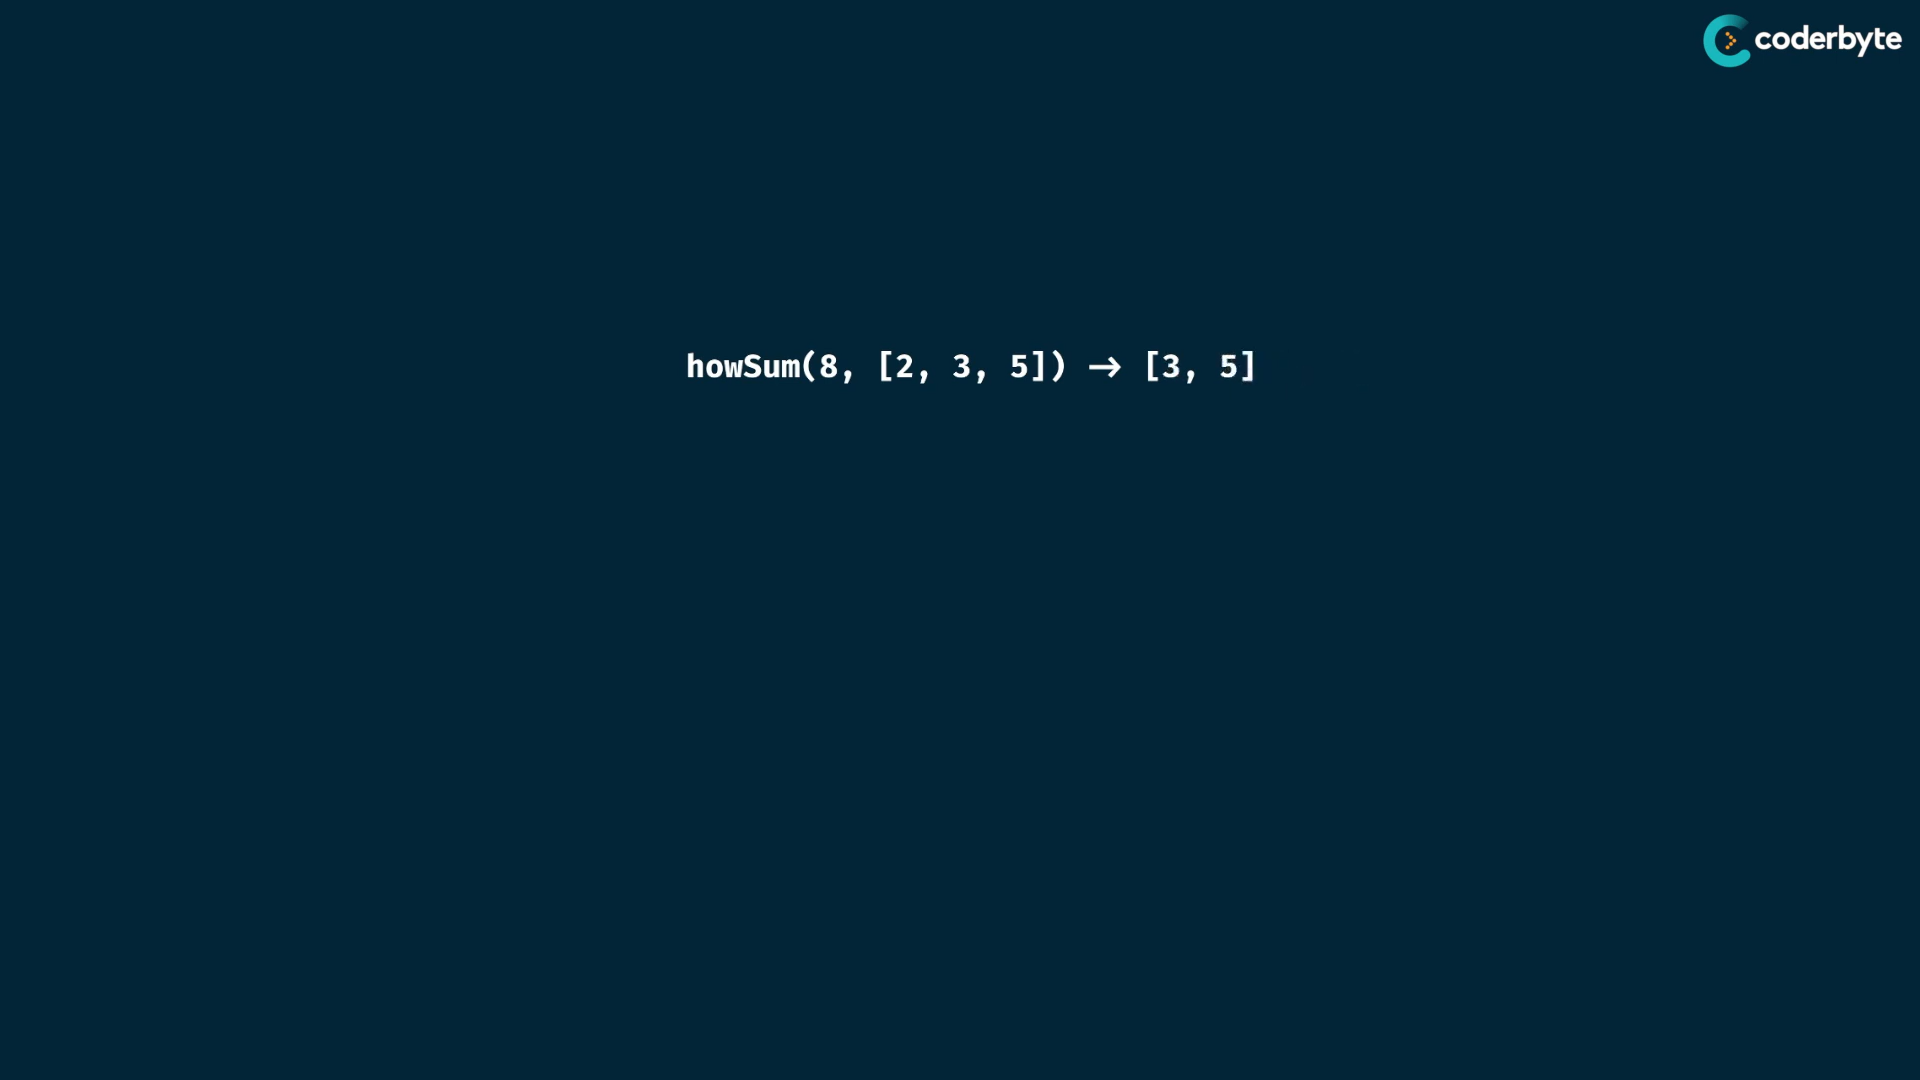 coderbyte
howSum(8, [2, 3, 5]) → [3, 5]